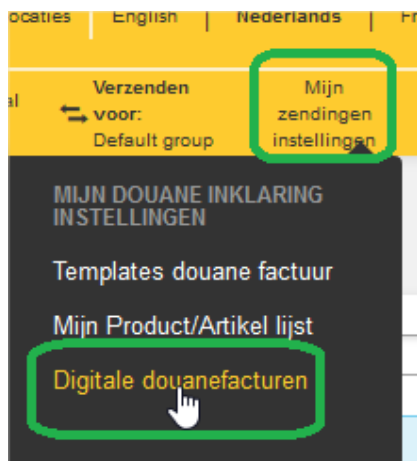 English | Nederlands |
Verzenden
voor:
Default group
Mijn
zendingen
instellingen
MIJN DOUANE INKLARING
INSTELLINGEN
Templates douane factuur
Mijn Product/Artikel lijst
Digitale douanefacturen